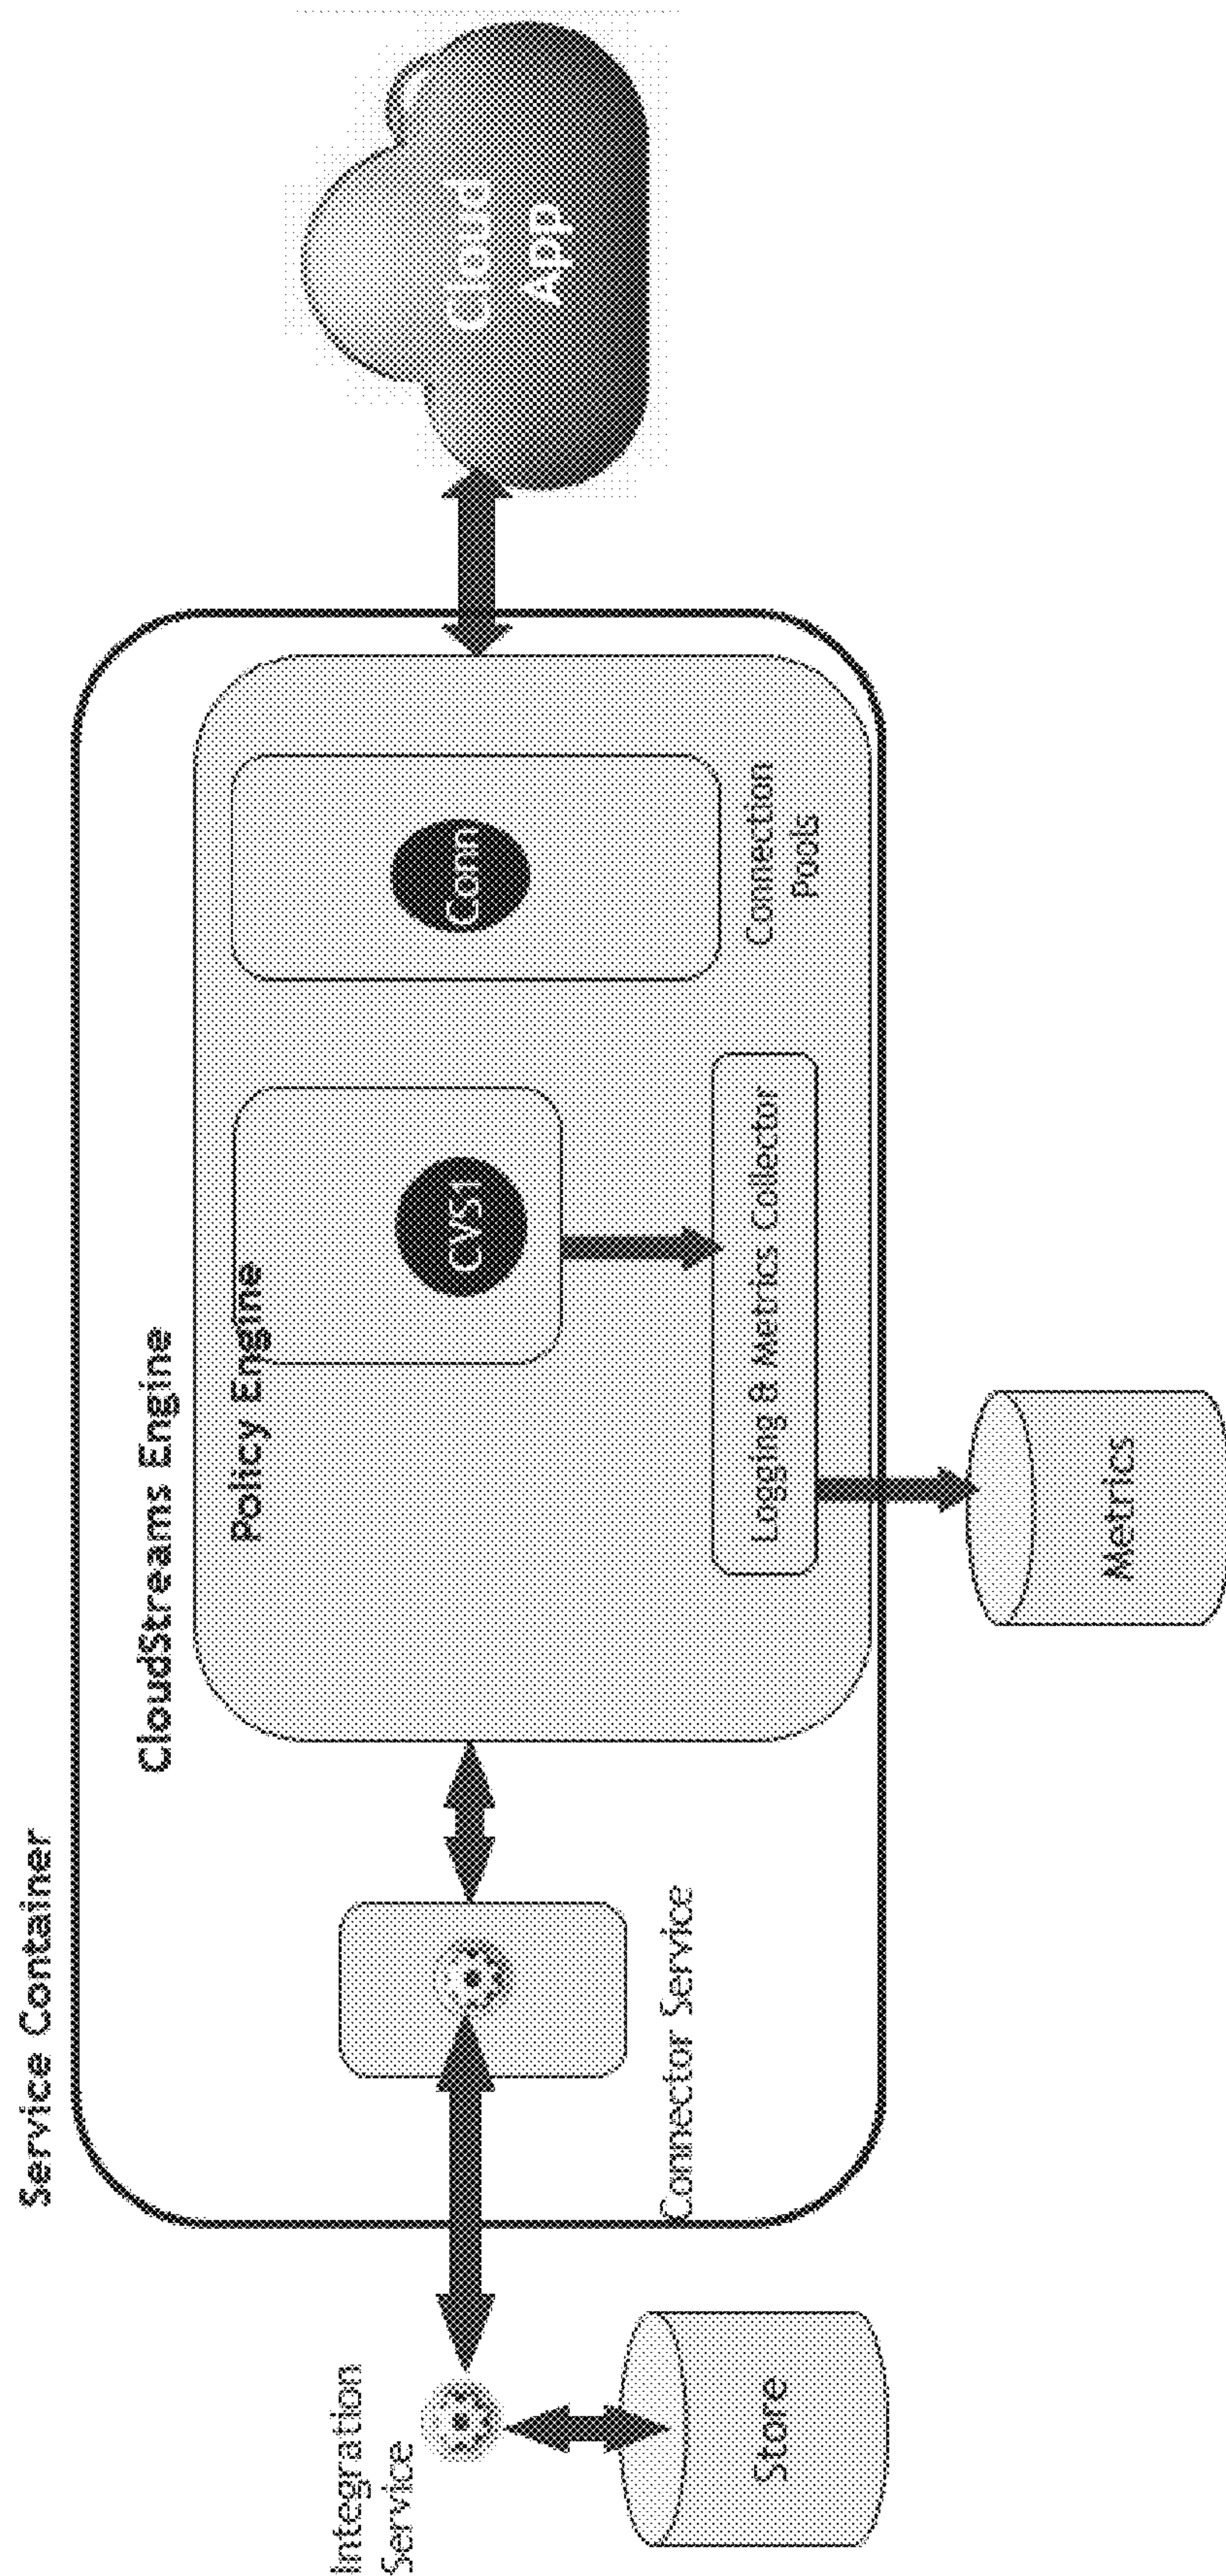 Service Container
CloudStreams Engine
Policy Engine
Integration
Service
Store
Connector Service
CVS1
Logging & Metrics Collector
Metrics
Conn
Connection
Pools
Cloud
App